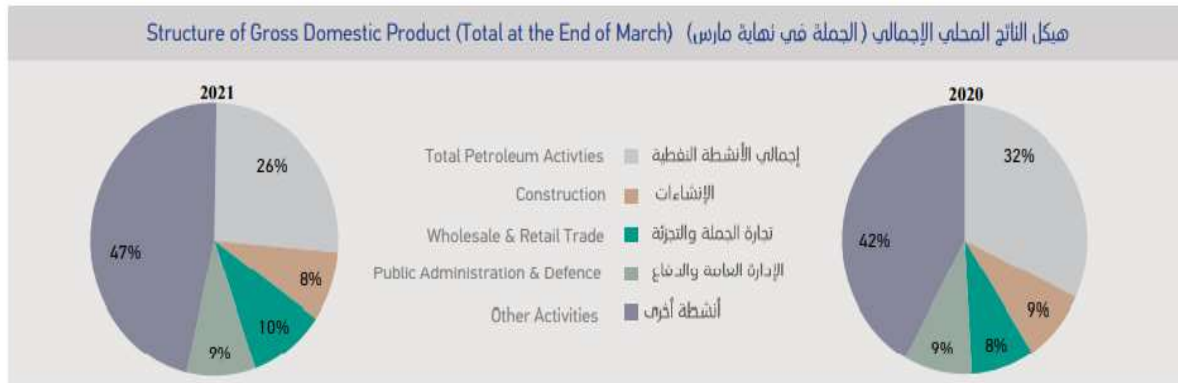 Structure of Gross Domestic Product (Total at the End of March) هيكل الناتج المحلي الإجمالي (الجملة في نهاية مارس)
2021
26%
8%
10%
9%
47%
Total Petroleum Activties إجمالي الأنشطة النفطية
Construction الإنشاءات
Wholesale & Retail Trade تجارة الجملة والتجزئة
Public Administration & Defence الإدارة العامة والدفاع
Other Activities أنشطة أخرى
2020
32%
9%
8%
9%
42%